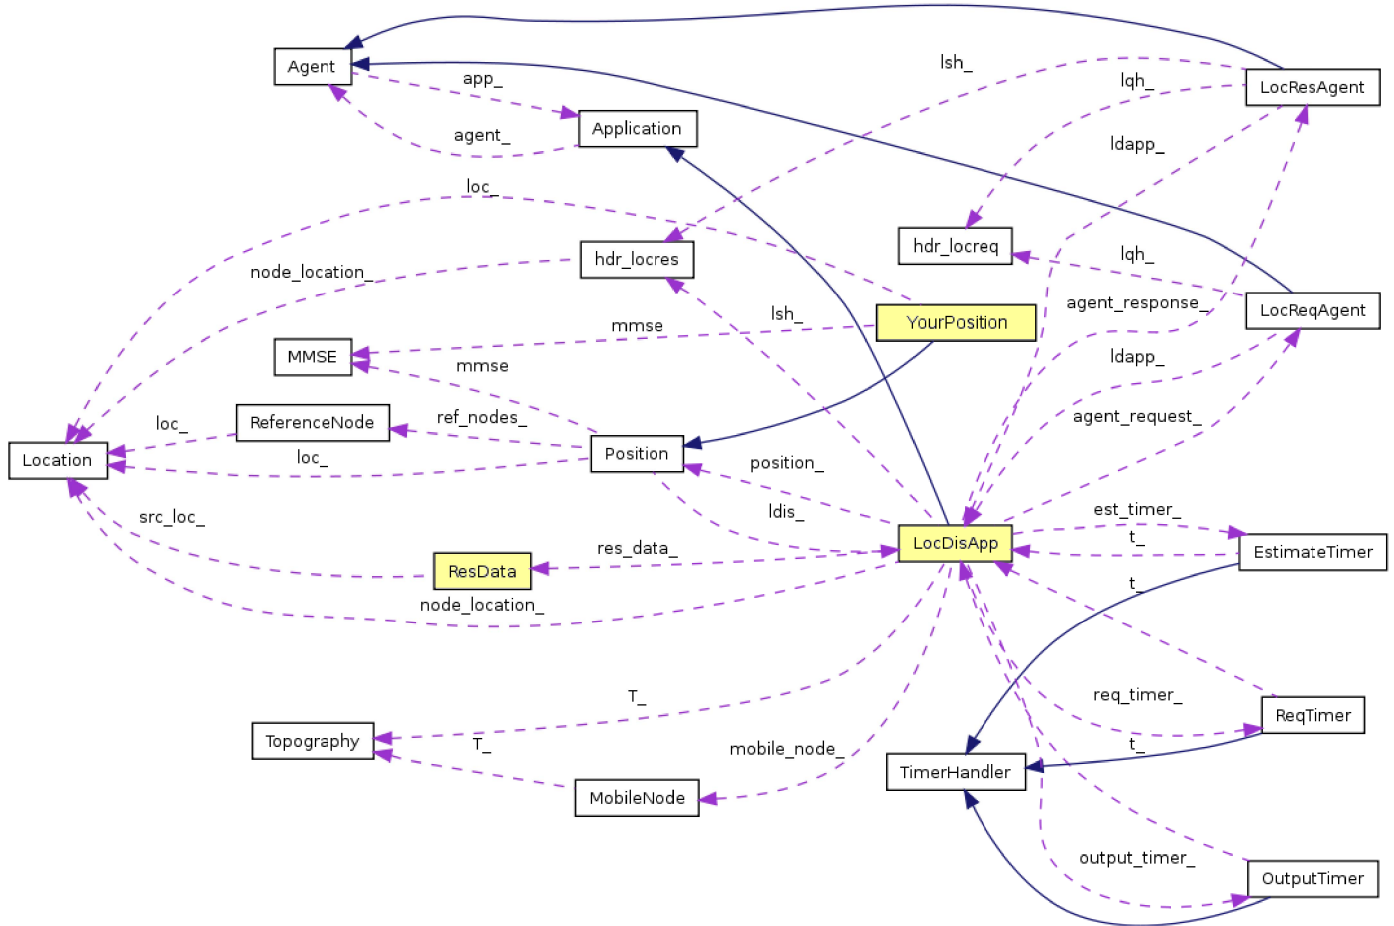 lsh_
Agent
app_
lqh_
LocResAgent
Application
agent_
ldapp_
loc_
hdr_locreq
lqh_
hdr_locres
node_location_
agent_response_
LocReqAgent
lsh_
YourPosition
mmse
MMSE
mmse
ldapp_
ref_nodes_
agent_request_
ReferenceNode
loc_
Position
loc_
Location
position_
ldis_
est_timer_
src_loc_
t_
LocDisApp
EstimateTimer
res_data_
ResData
t_
node_location_
T_
req_timer_
ReqTimer
Topography
T_
mobile_node_
t_
TimerHandler
MobileNode
output_timer_
OutputTimer